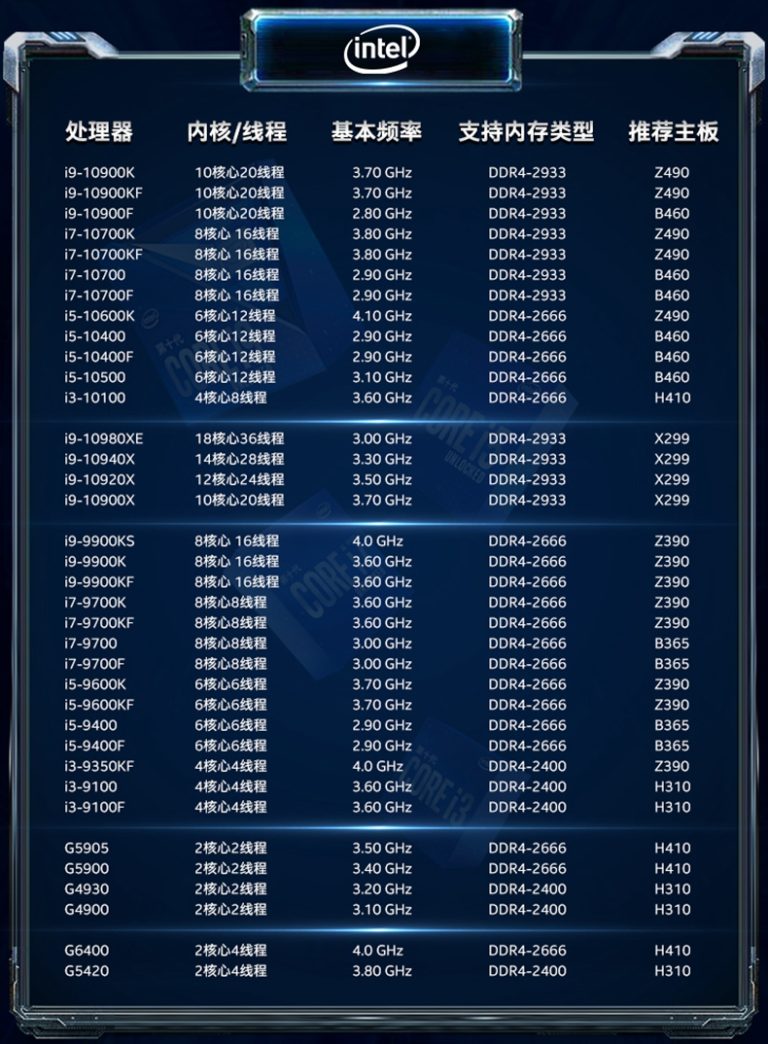 intel
处理器 内核/线程 基本频率 支持内存类型 推荐主板
i9-10900K 10核心20线程 3.70 GHz DDR4-2933 Z490
i9-10900KF 10核心20线程 3.70 GHz DDR4-2933 Z490
i9-10900F 10核心20线程 2.80 GHz DDR4-2933 B460
i7-10700K 8核心 16线程 3.80 GHz DDR4-2933 Z490
i7-10700KF 8核心 16线程 3.80 GHz DDR4-2933 Z490
i7-10700 8核心 16线程 2.90 GHz DDR4-2933 B460
i7-10700F 8核心 16线程 2.90 GHz DDR4-2933 B460
i5-10600K 6核心12线程 4.10 GHz DDR4-2666 Z490
i5-10400 6核心12线程 2.90 GHz DDR4-2666 B460
i5-10400F 6核心12线程 2.90 GHz DDR4-2666 B460
i5-10500 6核心12线程 3.10 GHz DDR4-2666 B460
i3-10100 4核心8线程 3.60 GHz DDR4-2666 H410
i9-10980XE 18核心36线程 3.00 GHz DDR4-2933 X299
i9-10940X 14核心28线程 3.30 GHz DDR4-2933 X299
i9-10920X 12核心24线程 3.50 GHz DDR4-2933 X299
i9-10900X 10核心20线程 3.70 GHz DDR4-2933 X299
i9-9900KS 8核心 16线程 4.0 GHz DDR4-2666 Z390
i9-9900K 8核心 16线程 3.60 GHz DDR4-2666 Z390
i9-9900KF 8核心 16线程 3.60 GHz DDR4-2666 Z390
i7-9700K 8核心8线程 3.60 GHz DDR4-2666 Z390
i7-9700KF 8核心8线程 3.60 GHz DDR4-2666 Z390
i7-9700 8核心8线程 3.00 GHz DDR4-2666 B365
i7-9700F 8核心8线程 3.00 GHz DDR4-2666 B365
i5-9600K 6核心6线程 3.70 GHz DDR4-2666 Z390
i5-9600KF 6核心6线程 3.70 GHz DDR4-2666 Z390
i5-9400 6核心6线程 2.90 GHz DDR4-2666 B365
i5-9400F 6核心6线程 2.90 GHz DDR4-2666 B365
i3-9350KF 4核心4线程 4.0 GHz DDR4-2400 Z390
i3-9100 4核心4线程 3.60 GHz DDR4-2400 H310
i3-9100F 4核心4线程 3.60 GHz DDR4-2400 H310
G5905 2核心2线程 3.50 GHz DDR4-2666 H410
G5900 2核心2线程 3.40 GHz DDR4-2666 H410
G4930 2核心2线程 3.20 GHz DDR4-2400 H310
G4900 2核心2线程 3.10 GHz DDR4-2400 H310
G6400 2核心4线程 4.0 GHz DDR4-2666 H410
G5420 2核心4线程 3.80 GHz DDR4-2400 H310